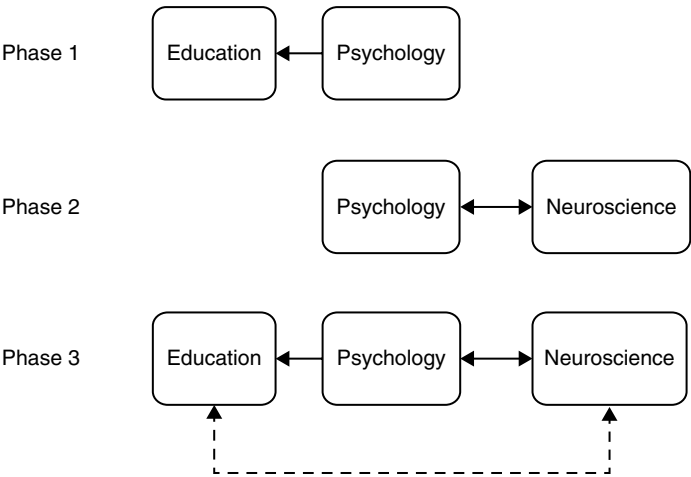 Phase 1 Education Psychology
Phase 2 Psychology Neuroscience
Phase 3 Education Psychology Neuroscience